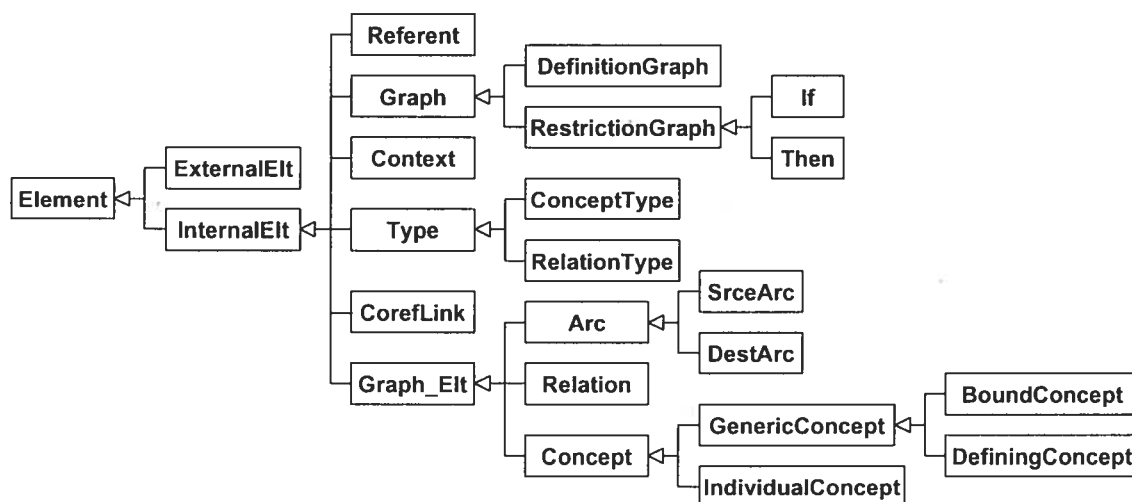 Referent
DefinitionGraph
If
Graph
RestrictionGraph
Then
Context
ExternalElt
Element
ConceptType
InternalElt
Type
RelationType
SrceArc
CorefLink
Arc
DestArc
Graph_Elt
Relation
BoundConcept
GenericConcept
Concept
DefiningConcept
IndividualConcept